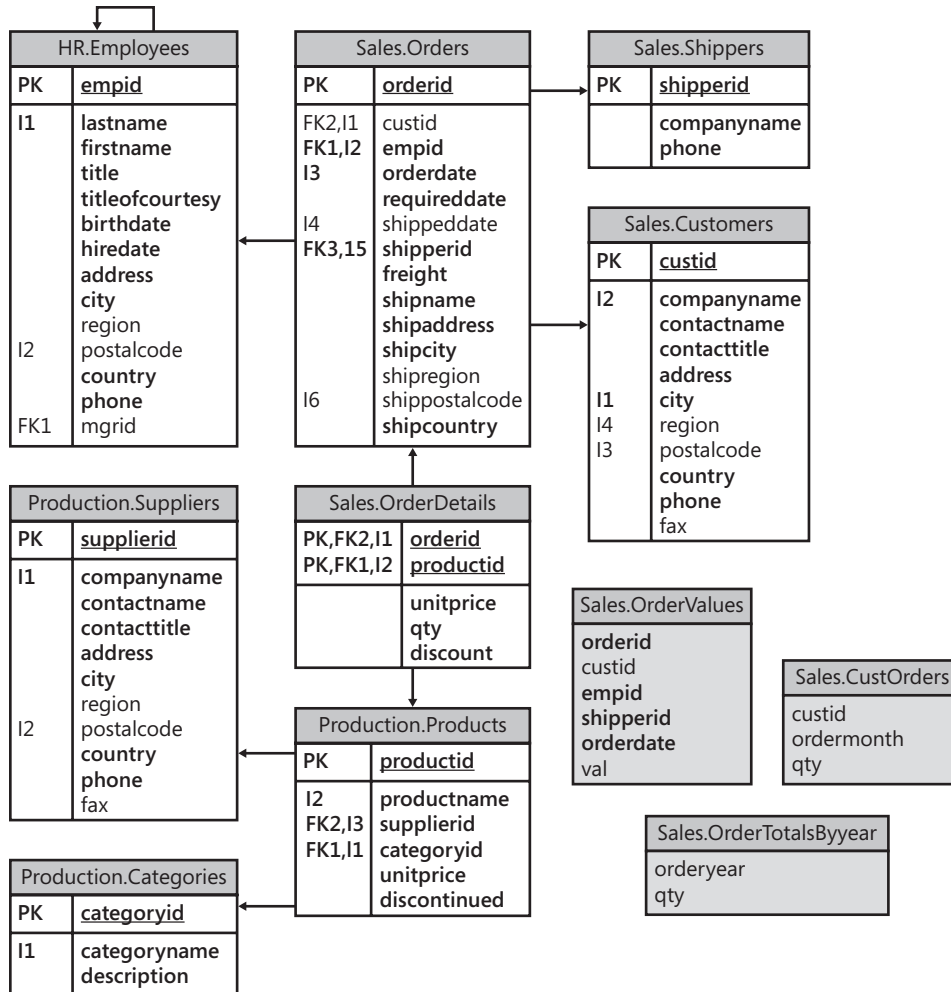 HR.Employees
PK empid
I1 lastname
firstname
title
titleofcourtesy
birthdate
hiredate
address
city
region
I2 postalcode
country
phone
FK1 mgrid
Sales.Orders
PK orderid
FK2,I1 custid
FK1,I2 empid
I3 orderdate
requireddate
I4 shippeddate
FK3,15 shipperid
freight
shipname
shipaddress
shipcity
shipregion
I6 shippostalcode
shipcountry
Sales.Shippers
PK shipperid
companyname
phone
Sales.Customers
PK custid
I2 companyname
contactname
contacttitle
address
I1 city
I4 region
I3 postalcode
country
phone
fax
Production.Suppliers
PK supplierid
I1 companyname
contactname
contacttitle
address
city
region
I2 postalcode
country
phone
fax
Sales.OrderDetails
PK,FK2,I1 orderid
PK,FK1,I2 productid
unitprice
qty
discount
Sales.OrderValues
orderid
custid
empid
shipperid
orderdate
val
Sales.CustOrders
custid
ordermonth
qty
Production.Products
PK productid
I2 productname
FK2,I3 supplierid
FK1,I1 categoryid
unitprice
discontinued
Sales.OrderTotalsByyear
orderyear
qty
Production.Categories
PK categoryid
I1 categoryname
description